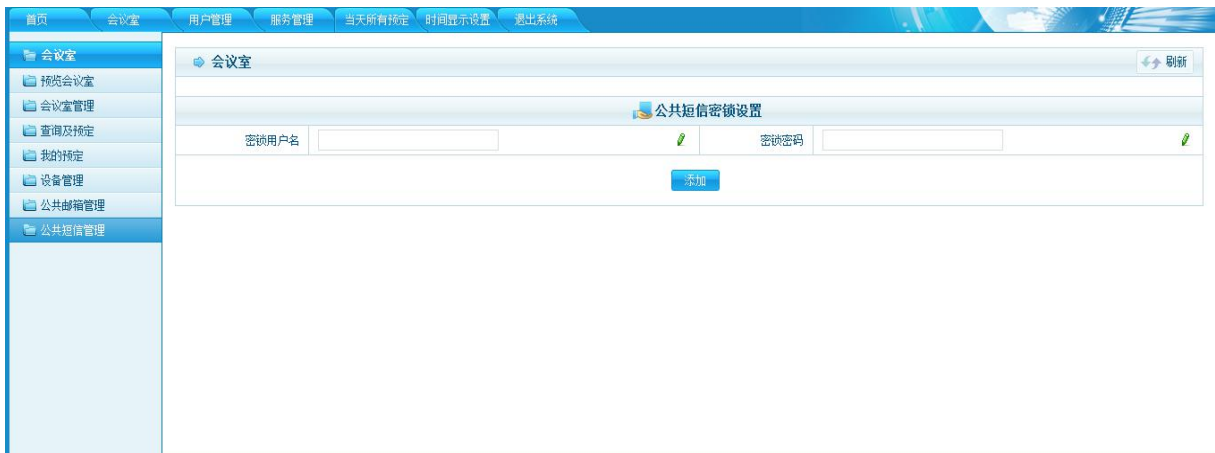 首页 会议室 用户管理 服务管理 当天所有预定 时间显示设置 退出系统
会议室
预览会议室
会议室管理
查询及预定
我的预定
设备管理
公共邮箱管理
公共短信管理
会议室 刷新
公共短信密锁设置
密锁用户名 密锁密码
添加